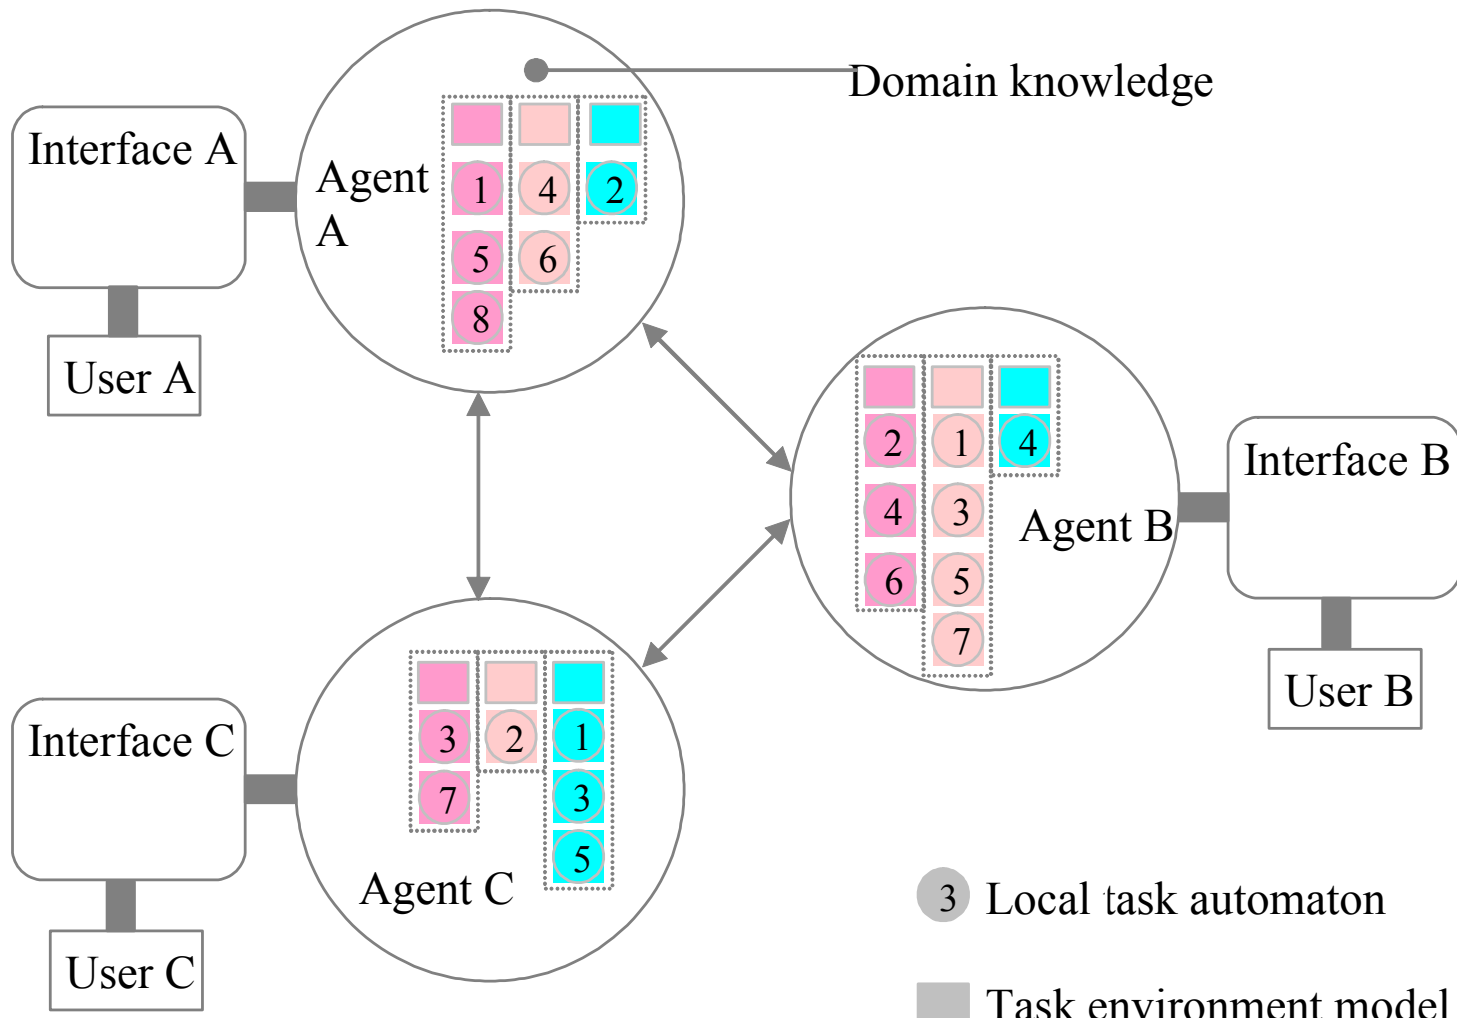 Domain knowledge
Interface A
Agent
A
1 4 2
5 6
8
User A
2 1 4
4 3
6 5
7
Agent B
Interface B
User B
Interface C
3 2 1
7 3
5
Agent C
User C
3 Local task automaton
Task environment model